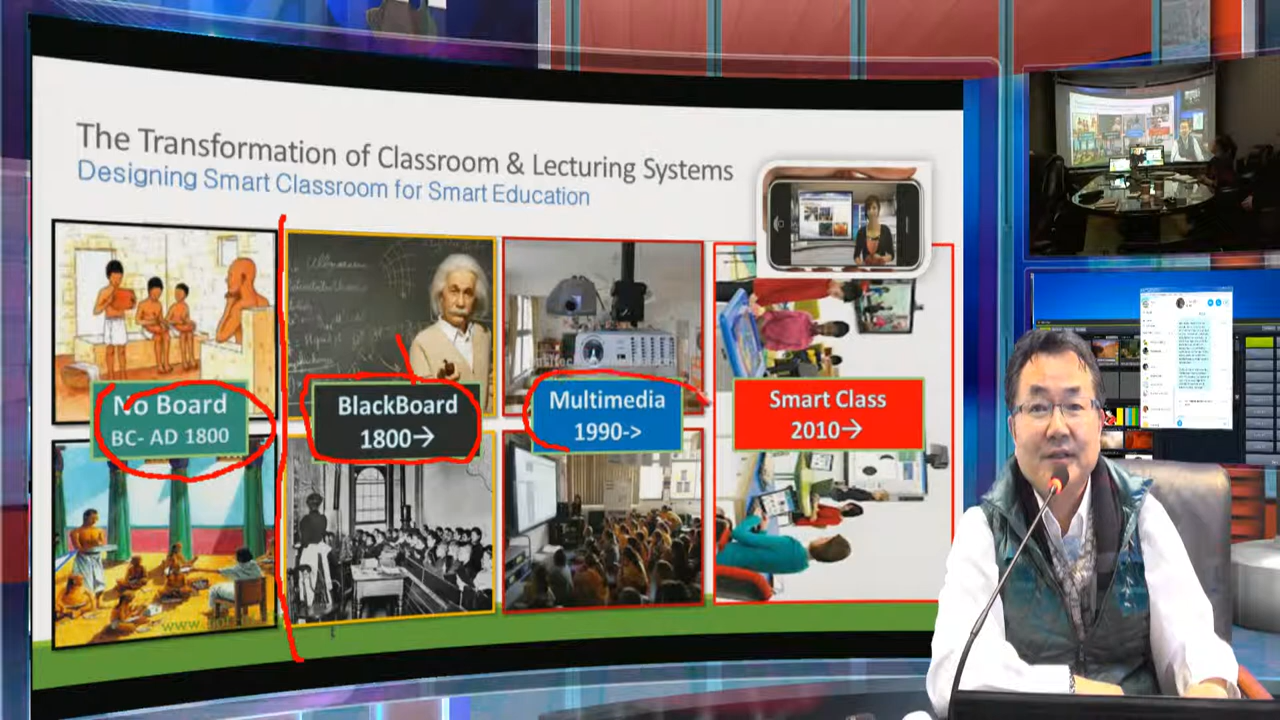 The Transformation of Classroom & Lecturing Systems
Designing Smart Classroom for Smart Education
No Board
BC- AD 1800
BlackBoard
1800→
Multimedia
1990->
Smart Class
2010→
www.